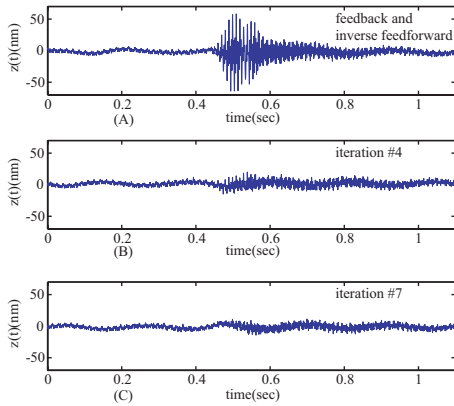 feedback and
inverse feedforward
z(t)(nm)
50
0
-50
0 0.2 0.4 0.6 0.8 1
time(sec)
(A)
iteration #4
z(t)(nm)
50
0
-50
0 0.2 0.4 0.6 0.8 1
time(sec)
(B)
iteration #7
z(t)(nm)
50
0
-50
0 0.2 0.4 0.6 0.8 1
time(sec)
(C)